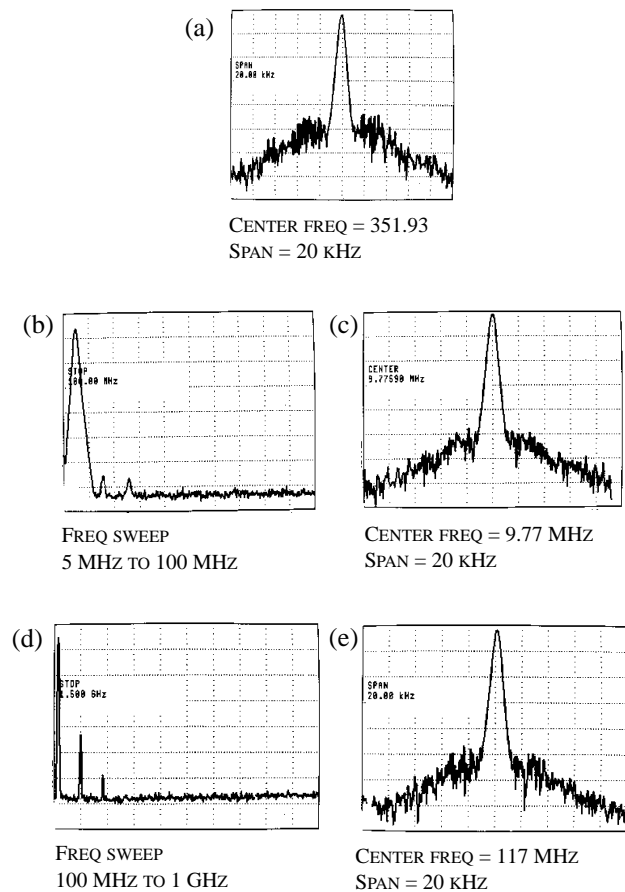 (a)
SPAN
20.00 kHz
CENTER FREQ = 351.93
SPAN = 20 KHZ
(b)
STOP
100.00 MHz
FREQ SWEEP
5 MHZ TO 100 MHZ
(c)
CENTER
9.77590 MHz
CENTER FREQ = 9.77 MHZ
SPAN = 20 KHZ
(d)
STOP
1.500 GHz
FREQ SWEEP
100 MHZ TO 1 GHZ
(e)
SPAN
20.00 kHz
CENTER FREQ = 117 MHZ
SPAN = 20 KHZ